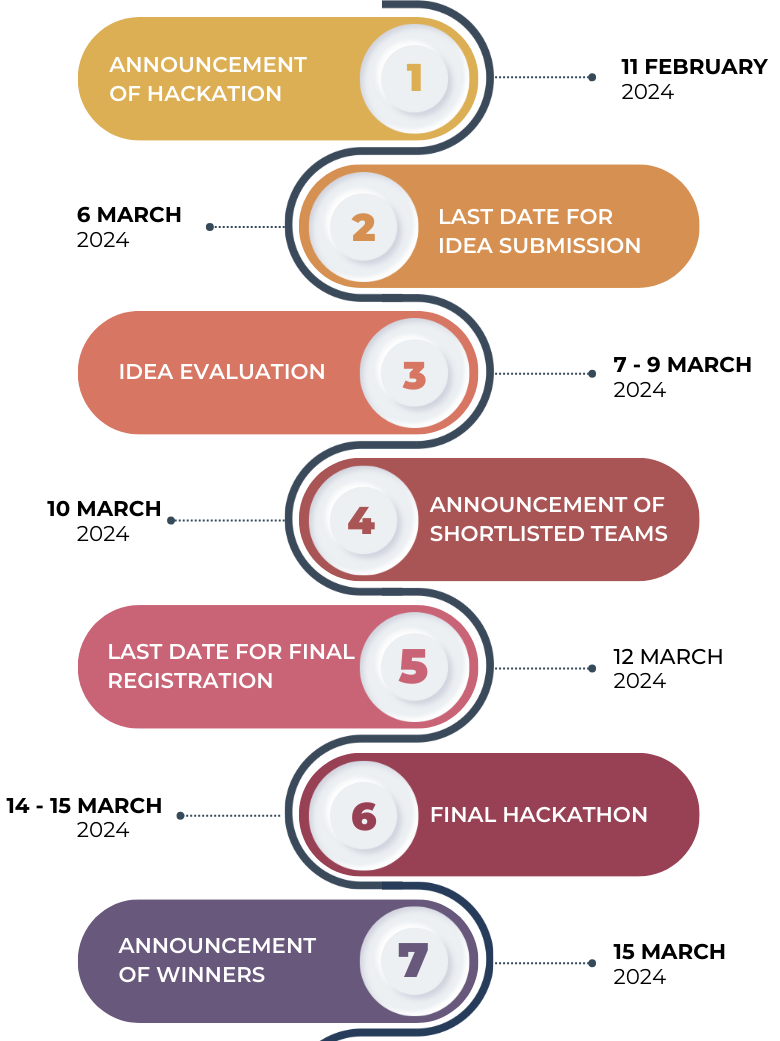 ANNOUNCEMENT
OF HACKATION
1
11 FEBRUARY
2024
6 MARCH
2024
2
LAST DATE FOR
IDEA SUBMISSION
IDEA EVALUATION
3
7 - 9 MARCH
2024
10 MARCH
2024
4
ANNOUNCEMENT OF
SHORTLISTED TEAMS
LAST DATE FOR FINAL
REGISTRATION
5
12 MARCH
2024
14 - 15 MARCH
2024
6
FINAL HACKATHON
ANNOUNCEMENT
OF WINNERS
7
15 MARCH
2024